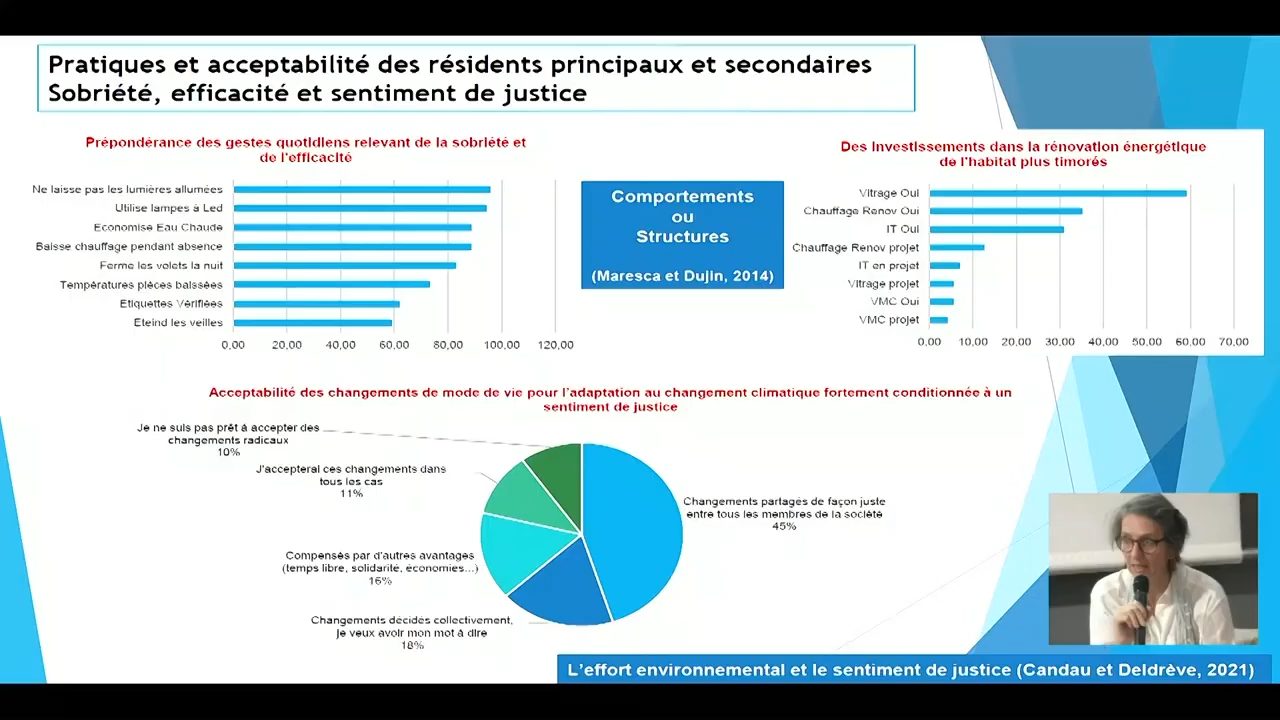 Pratiques et acceptabilité des résidents principaux et secondaires
Sobriété, efficacité et sentiment de justice
Prépondérance des gestes quotidiens relevant de la sobriété et
de l'efficacité
Ne laisse pas les lumières allumées
Utilise lampes à Led
Economise Eau Chaude
Baisse chauffage pendant absence
Ferme les volets la nuit
Températures pièces baissées
Etiquettes Vérifiées
Eteind les veilles
0,00 20,00 40,00 60,00 80,00 100,00 120,00
Comportements
ou
Structures
(Maresca et Dujin, 2014)
Des investissements dans la rénovation énergétique
de l'habitat plus timorés
Vitrage Oui
Chauffage Renov Oui
IT Oui
Chauffage Renov projet
IT en projet
Vitrage projet
VMC Oui
VMC projet
0,00 10,00 20,00 30,00 40,00 50,00 60,00 70,00
Acceptabilité des changements de mode de vie pour l'adaptation au changement climatique fortement conditionnée à un
sentiment de justice
Je ne suis pas prêt à accepter des
changements radicaux
10%
J'accepterai ces changements dans
tous les cas
11%
Changements partagés de façon juste
entre tous les membres de la société
45%
Compensés par d'autres avantages
(temps libre, solidarité, économies...)
16%
Changements décidés collectivement,
je veux avoir mon mot à dire
18%
L'effort environnemental et le sentiment de justice (Candau et Deldrève, 2021)